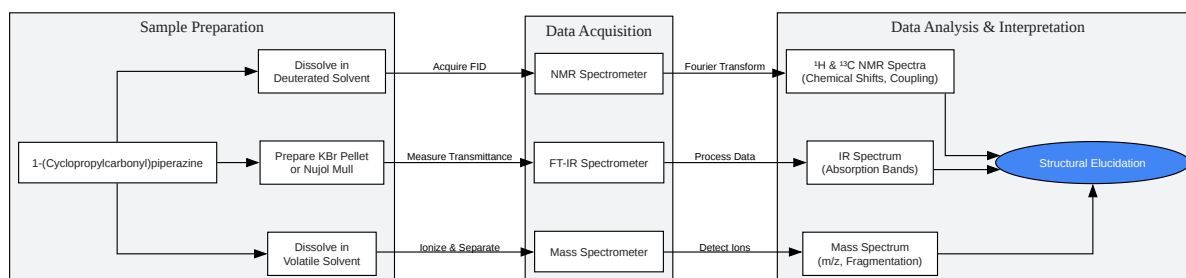 Sample Preparation
Data Acquisition
Data Analysis & Interpretation
Dissolve in
Deuterated Solvent
Acquire FID
NMR Spectrometer
Fourier Transform
¹H & ¹³C NMR Spectra
(Chemical Shifts, Coupling)
1-(Cyclopropylcarbonyl)piperazine
Prepare KBr Pellet
or Nujol Mull
Measure Transmittance
FT-IR Spectrometer
Process Data
IR Spectrum
(Absorption Bands)
Structural Elucidation
Dissolve in
Volatile Solvent
Ionize & Separate
Mass Spectrometer
Detect Ions
Mass Spectrum
(m/z, Fragmentation)